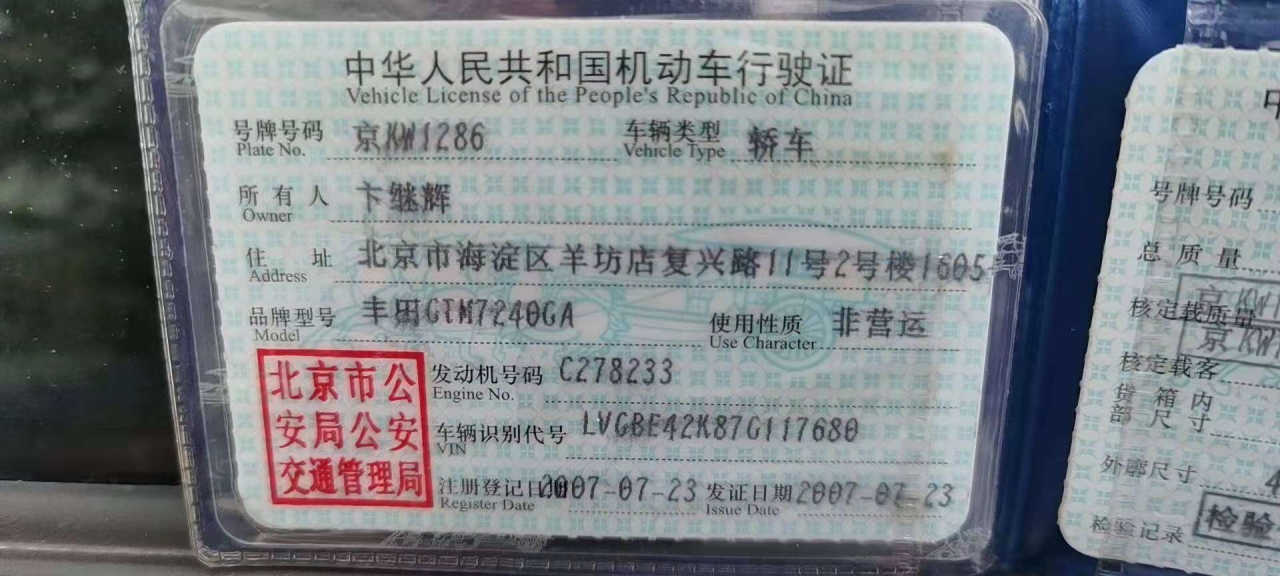 中华人民共和国机动车行驶证
Vehicle License of the People's Republic of China
号牌号码 京KW1286 车辆类型 轿车
Plate No. Vehicle Type
所有人 卞继辉
Owner
住址 北京市海淀区羊坊店复兴路11号2号楼1605
Address
品牌型号 丰田GTM7240GA 使用性质 非营运
Model Use Character
北京市公
安局公安
交通管理局
发动机号码 C278233
Engine No.
车辆识别代号 LVGBE42K87G117680
VIN
注册登记日期 2007-07-23 发证日期 2007-07-23
Register Date Issue Date
号牌号码
总质量
核定载质量
京KW
京KW
核定载客
货箱内
部尺寸
外廓尺寸 4
检验记录 检验